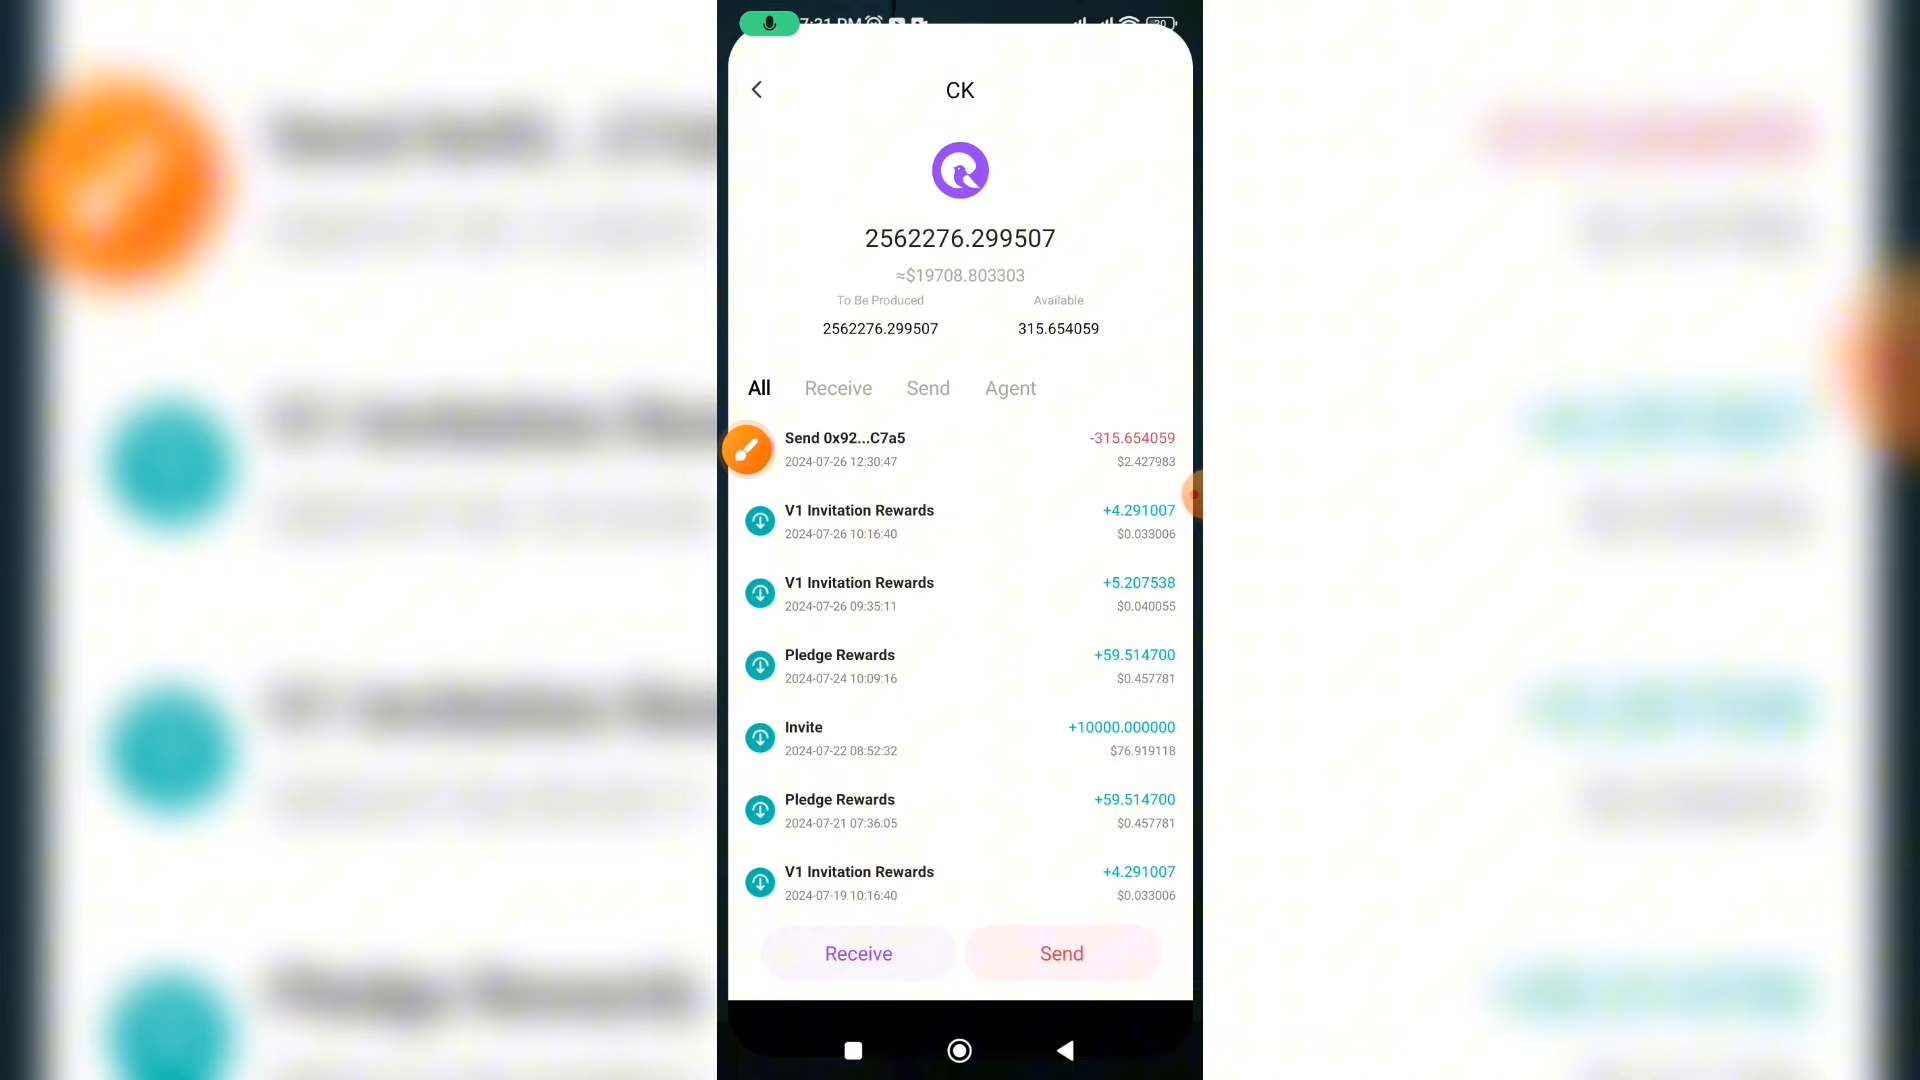 7:31 PM
30
CK
2562276.299507
≈$19708.803303
To Be Produced Available
2562276.299507 315.654059
All Receive Send Agent
Send 0x92...C7a5 -315.654059
2024-07-26 12:30:47 $2.427983
V1 Invitation Rewards +4.291007
2024-07-26 10:16:40 $0.033006
V1 Invitation Rewards +5.207538
2024-07-26 09:35:11 $0.040055
Pledge Rewards +59.514700
2024-07-24 10:09:16 $0.457781
Invite +10000.000000
2024-07-22 08:52:32 $76.919118
Pledge Rewards +59.514700
2024-07-21 07:36:05 $0.457781
V1 Invitation Rewards +4.291007
2024-07-19 10:16:40 $0.033006
Receive Send